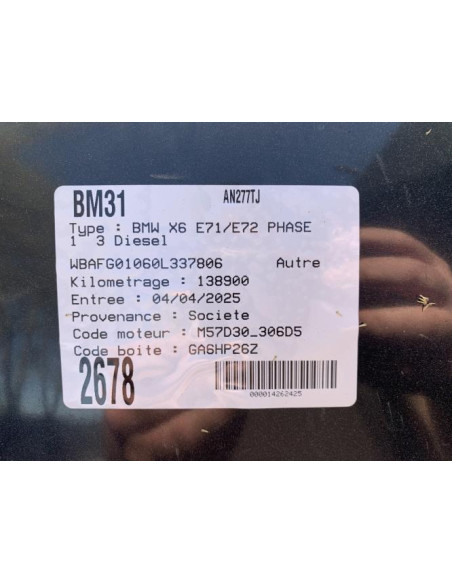 BM31 AN277TJ
Type : BMW X6 E71/E72 PHASE
1 3 Diesel
WBAFG01060L337806 Autre
Kilometrage : 138900
Entree : 04/04/2025
Provenance : Societe
Code moteur : M57D30_306D5
Code boite : GA6HP26Z
2678
000014262425